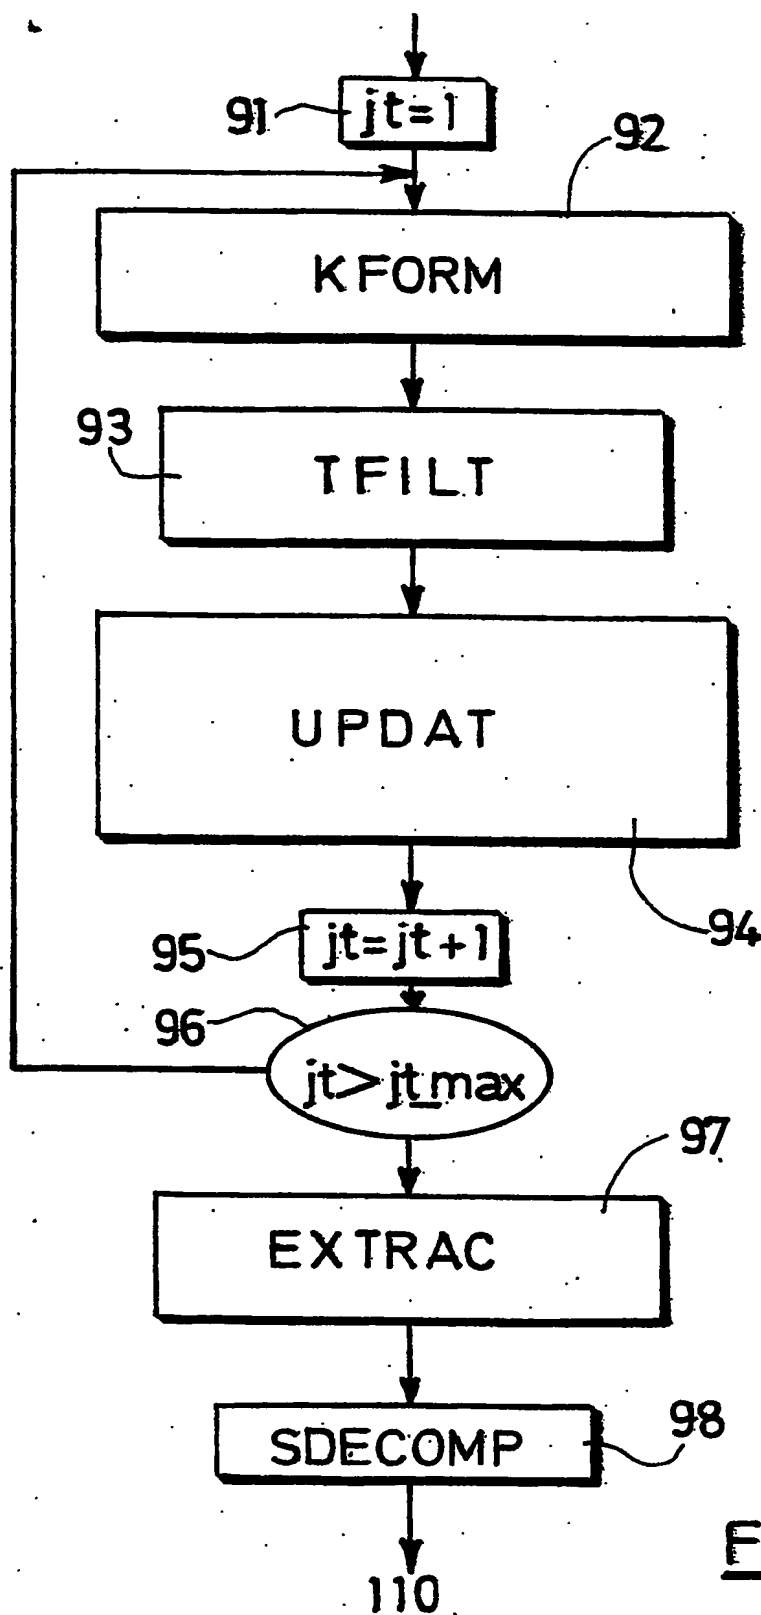 91
jt=1
92
KFORM
93
TFILT
UPDAT
94
95
jt=jt+1
96
jt>jt_max
97
EXTRAC
98
SDECOMP
110